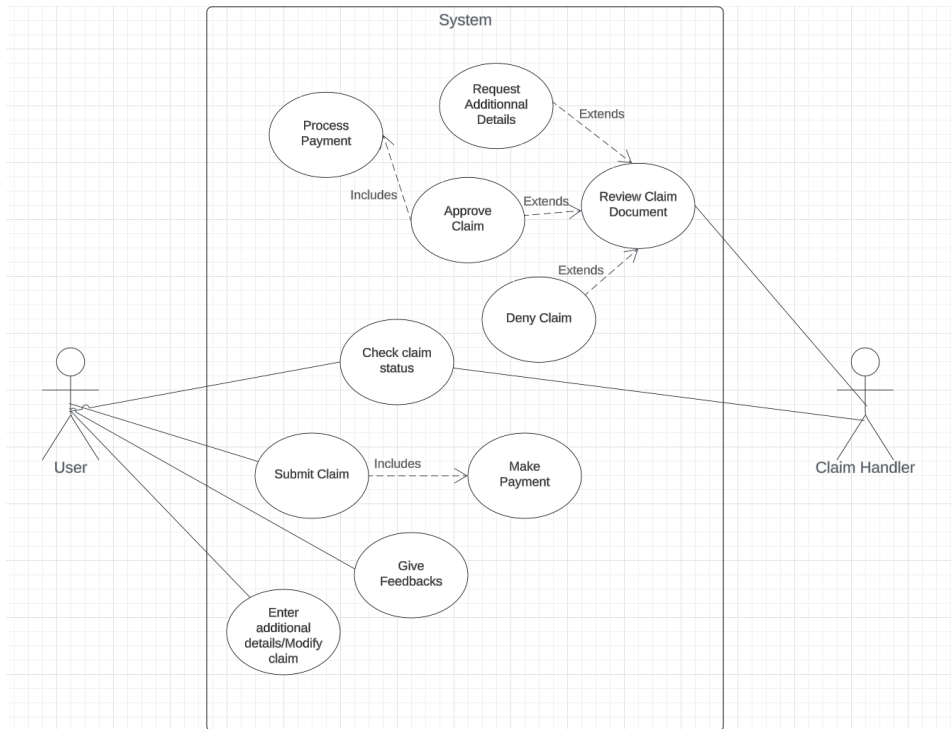 System
Request
Additionnal
Details
Extends
Process
Payment
Includes
Approve
Claim
Extends
Review Claim
Document
Extends
Deny Claim
Check claim
status
User
Claim Handler
Submit Claim
Includes
Make
Payment
Give
Feedbacks
Enter
additional
details/Modify
claim